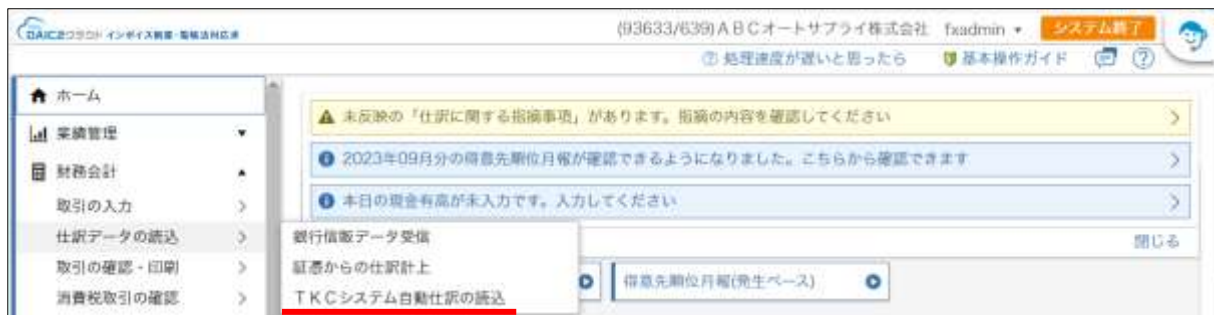 DAIC2クラウド インボイス制度・電帳法対応済
(93633/639)ABCオートサプライ株式会社 fxadmin システム終了
処理速度が遅いと思ったら 基本操作ガイド
ホーム
業績管理
財務会計
取引の入力
仕訳データの読込
取引の確認・印刷
消費税取引の確認
未反映の「仕訳に関する指摘事項」があります。指摘の内容を確認してください
2023年09月分の得意先順位月報が確認できるようになりました。こちらから確認できます
本日の現金有高が未入力です。入力してください
閉じる
銀行信販データ受信
証憑からの仕訳計上
TKCシステム自動仕訳の読込
得意先順位月報(発生ベース)